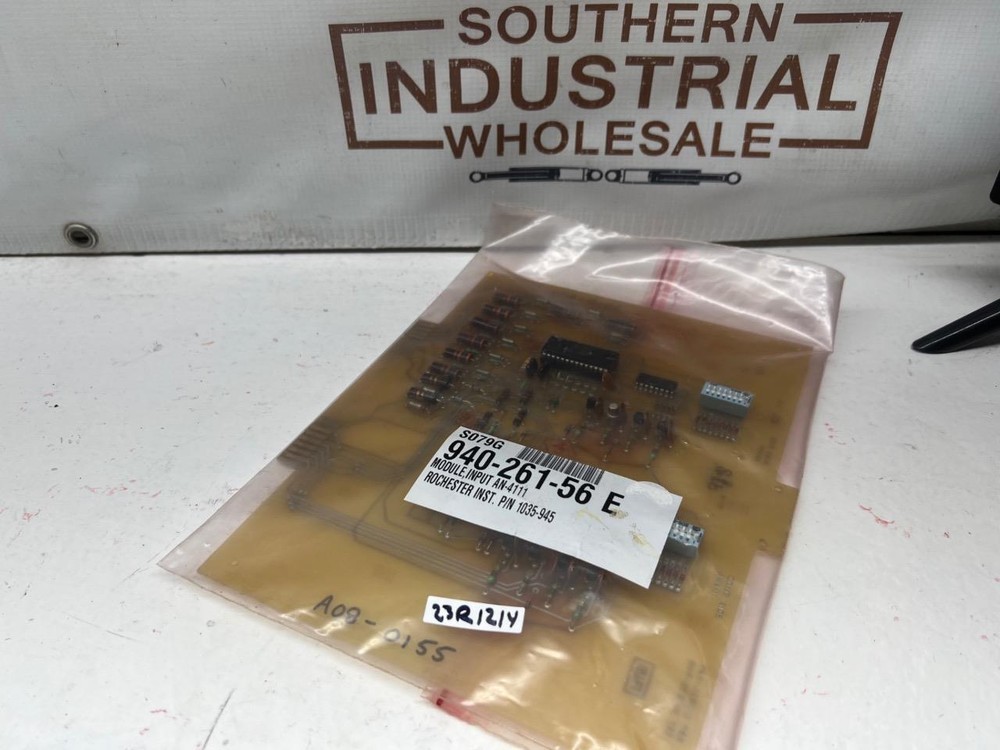 SOUTHERN
INDUSTRIAL
WHOLESALE
S079G
940-261-56 E
MODULE,INPUT AN-4111
ROCHESTER INST. P/N 1035-945
23R1214
A08-0155